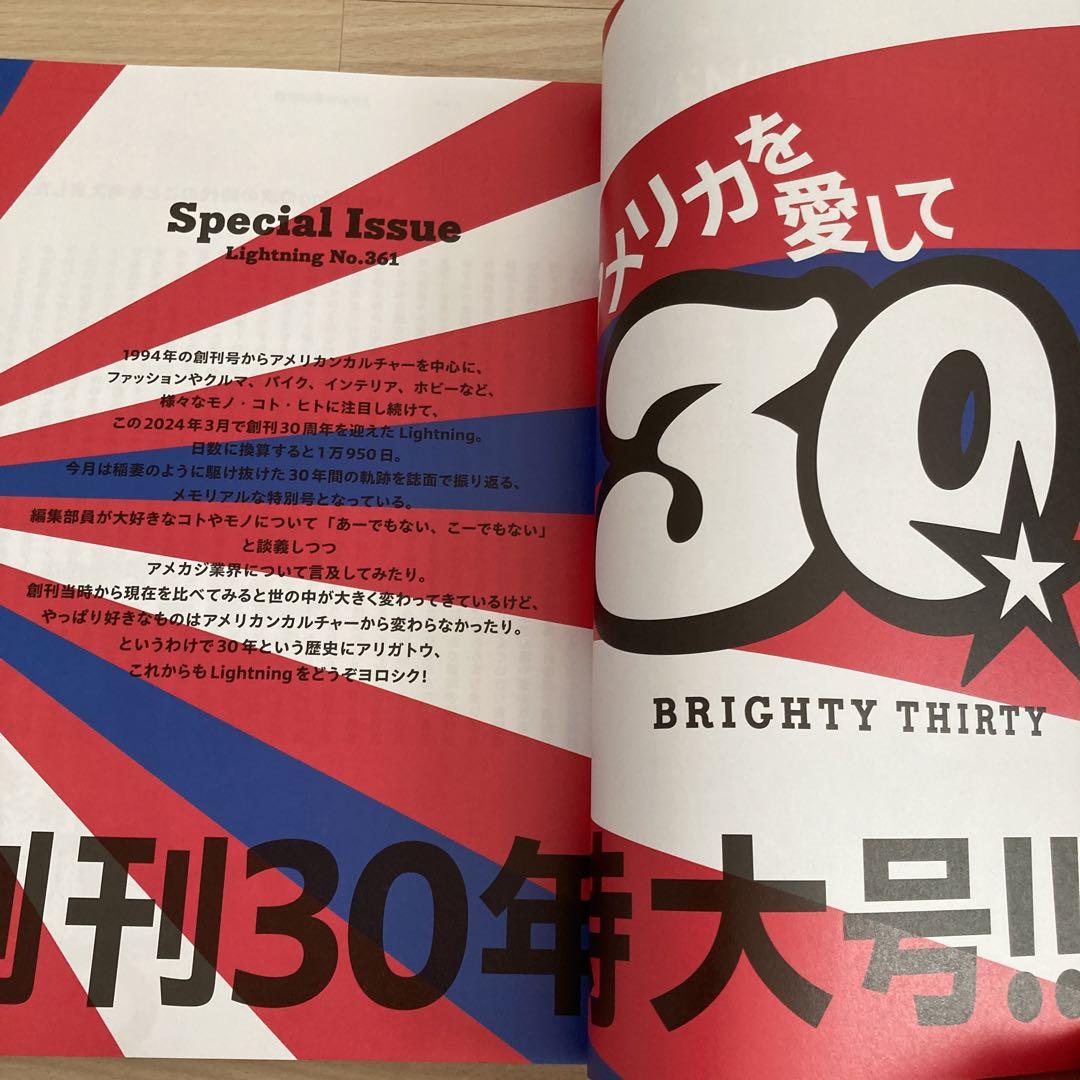 Special Issue
Lightning No.361
1994年の創刊号からアメリカンカルチャーを中心に、
ファッションやクルマ、バイク、インテリア、ホビーなど、
様々なモノ・コト・ヒトに注目し続けて、
この2024年3月で創刊30周年を迎えた Lightning。
日数に換算すると1万950日。
今月は稲妻のように駆け抜けた30年間の軌跡を誌面で振り返る、
メモリアルな特別号となっている。
編集部員が大好きなコトやモノについて「あーでもない、こーでもない」
と談義しつつ
アメカジ業界について言及してみたり。
創刊当時から現在を比べてみると世の中が大きく変わってきているけど、
やっぱり好きなものはアメリカンカルチャーから変わらなかったり。
というわけで30年という歴史にアリガトウ、
これからもLightningをどうぞヨロシク!
アメリカを愛して
30
BRIGHTY THIRTY
創刊30年特大号!!